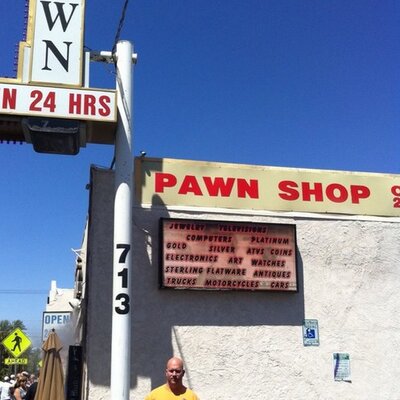 WN
N 24 HRS
PAWN SHOP
JEWELRY TELEVISIONS
COMPUTERS PLATINUM
GOLD SILVER ATVS COINS
ELECTRONICS ART WATCHES
STERLING FLATWARE ANTIQUES
TRUCKS MOTORCYCLES CARS
713
OPEN
AHEAD